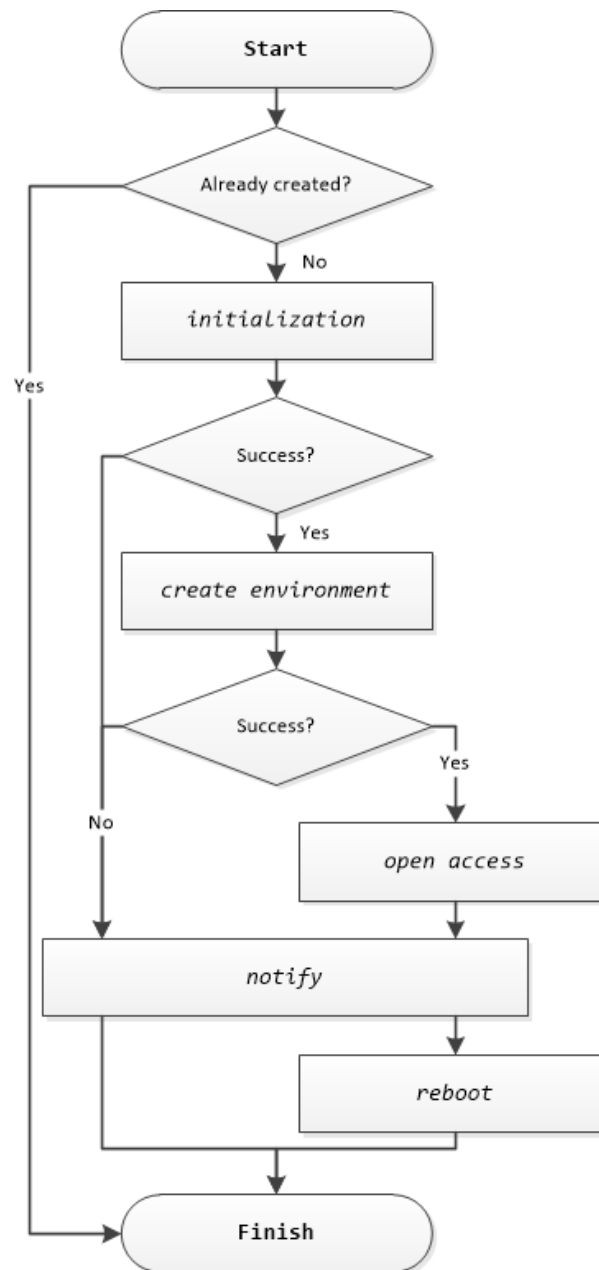 Start
Already created?
No
initialization
Yes
Success?
Yes
create environment
Success?
Yes
No
open access
notify
reboot
Finish